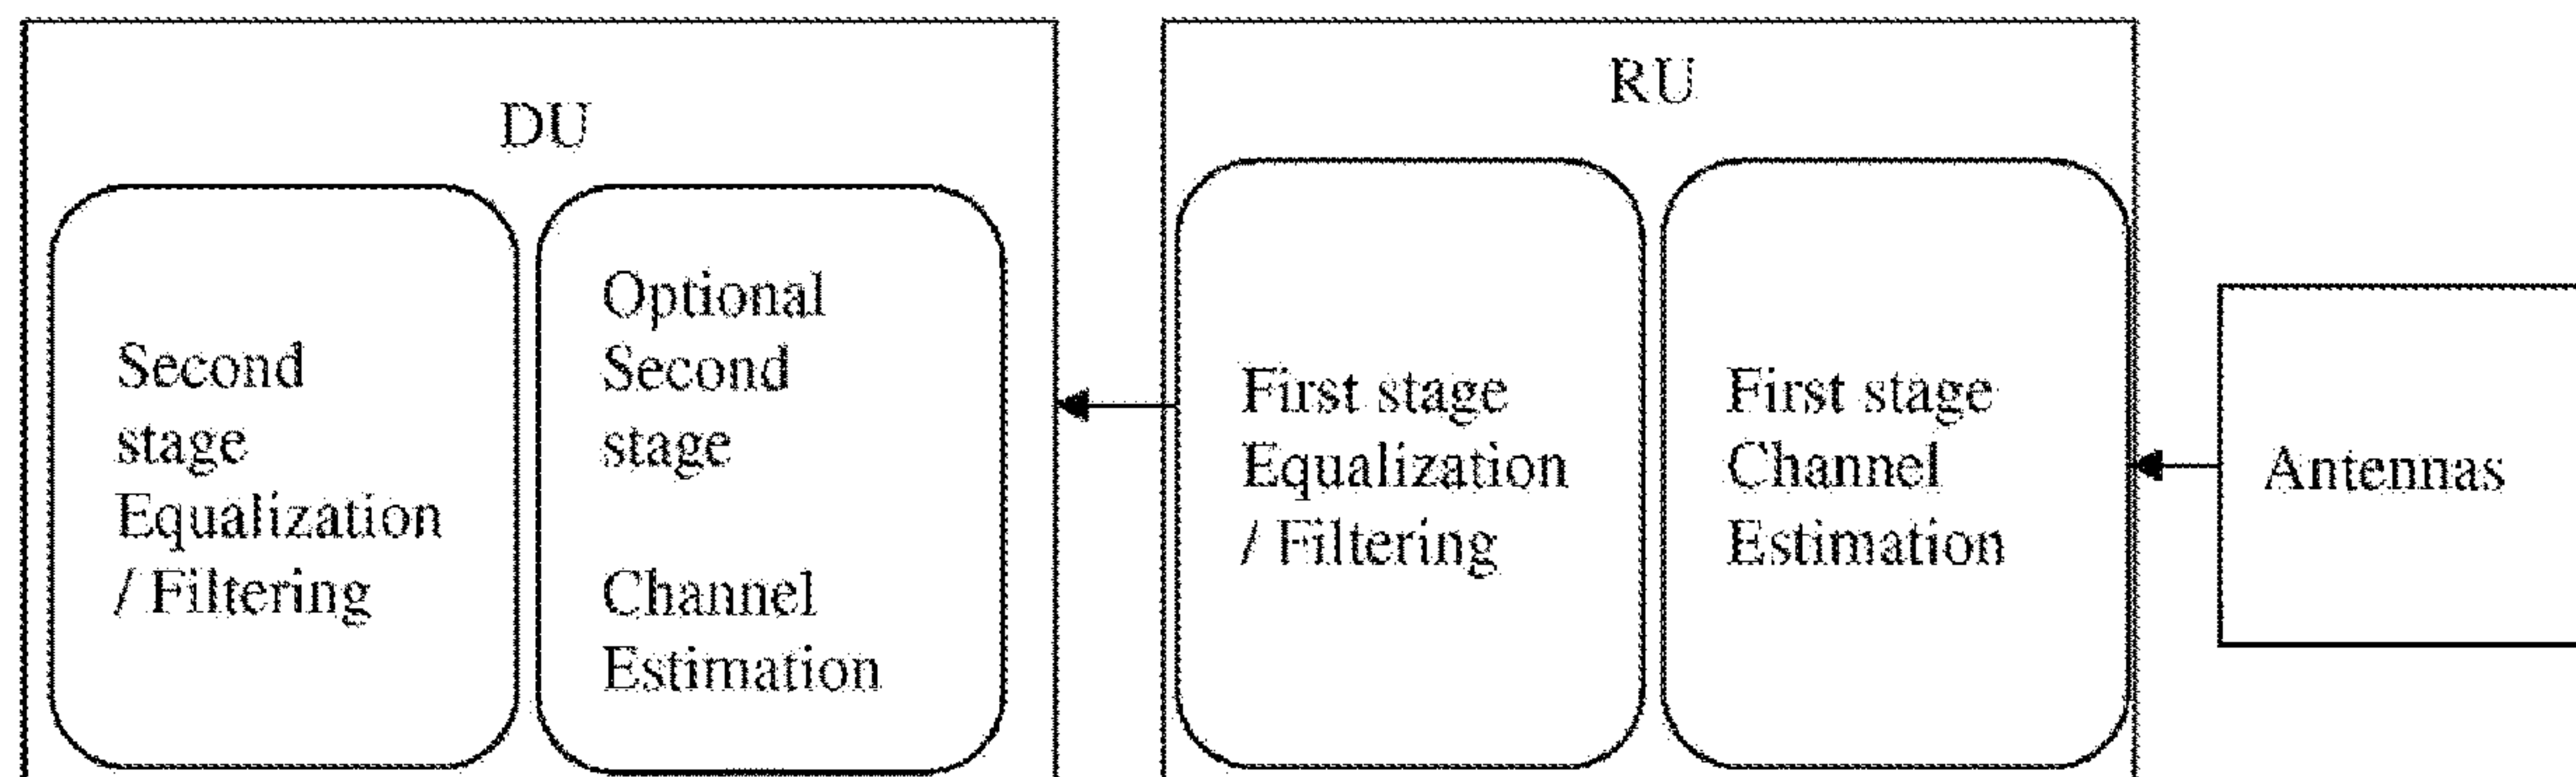 DU
Second
stage
Equalization
/ Filtering
Optional
Second
stage
Channel
Estimation
RU
First stage
Equalization
/ Filtering
First stage
Channel
Estimation
Antennas